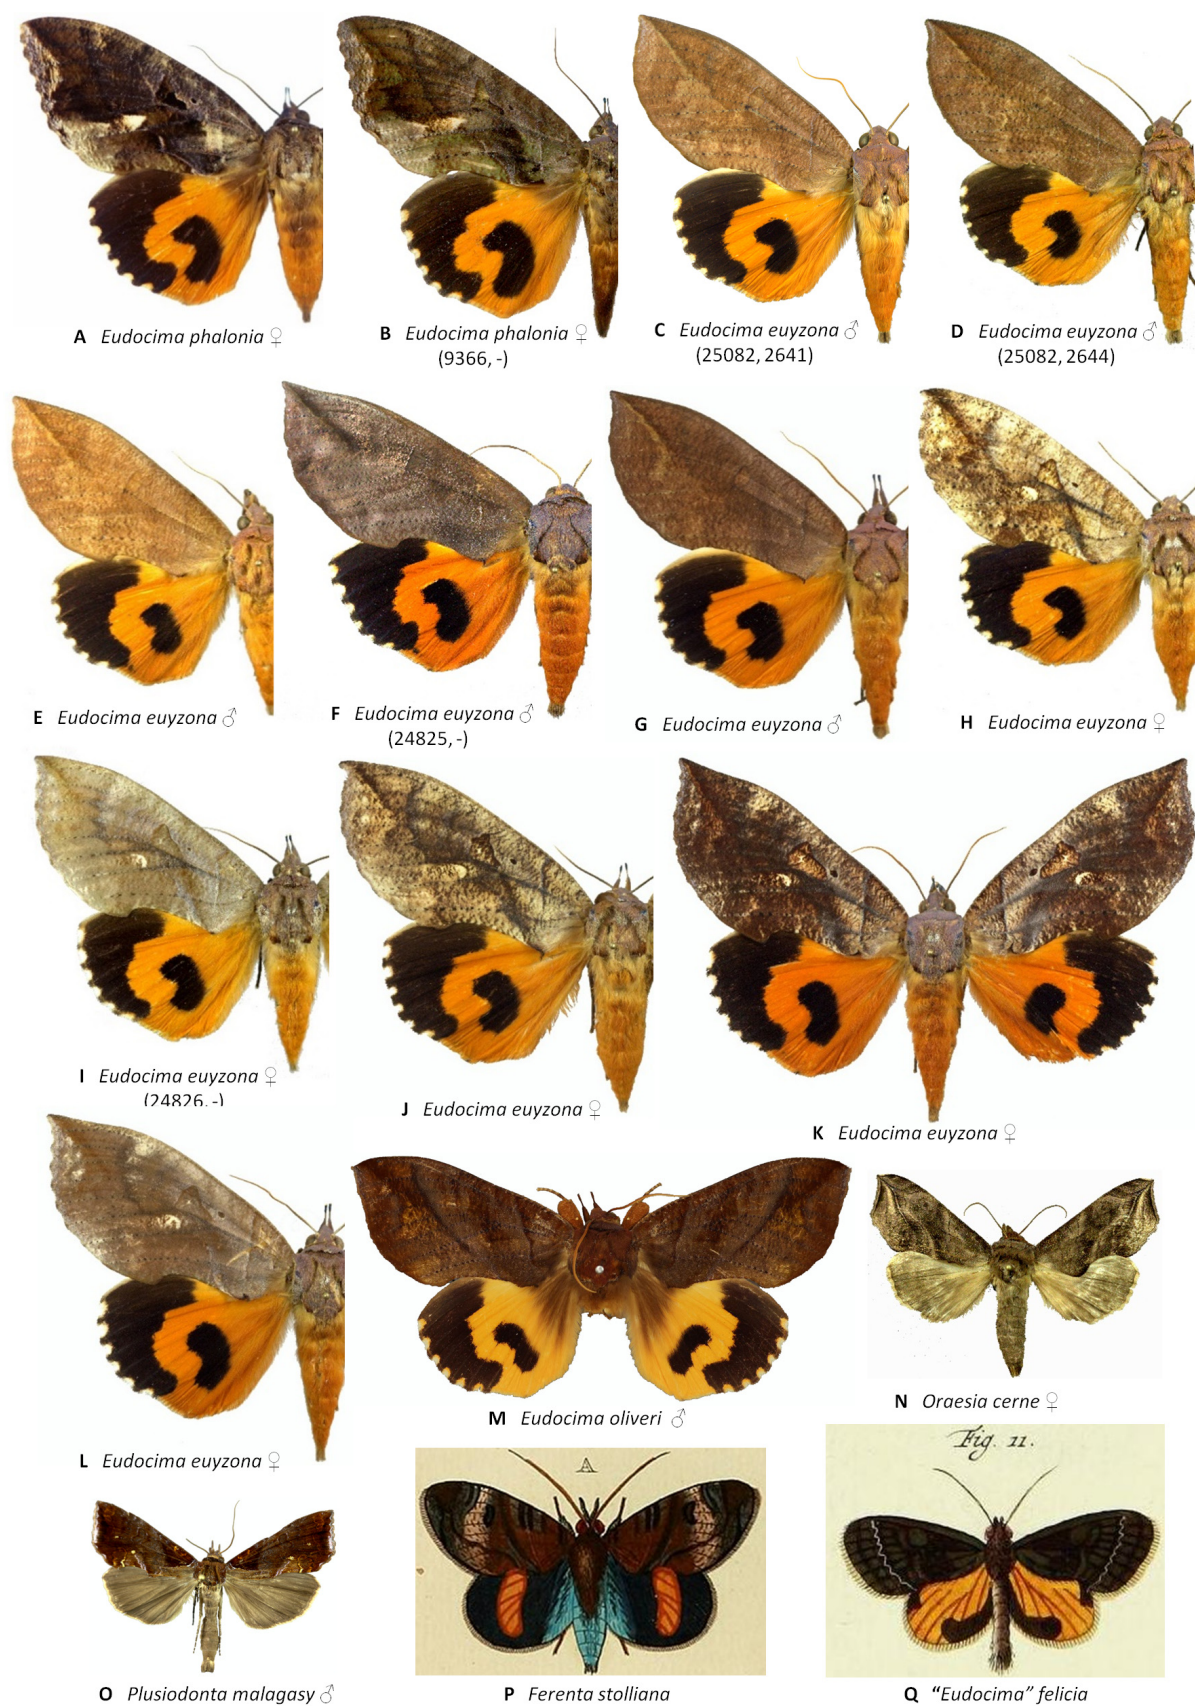 A Eudocima phalonia ♀
B Eudocima phalonia ♀
(9366, -)
C Eudocima euyzona ♂
(25082, 2641)
D Eudocima euyzona ♂
(25082, 2644)
E Eudocima euyzona ♂
F Eudocima euyzona ♂
(24825, -)
G Eudocima euyzona ♂
H Eudocima euyzona ♀
I Eudocima euyzona ♀
(24826, -)
J Eudocima euyzona ♀
K Eudocima euyzona ♀
L Eudocima euyzona ♀
M Eudocima oliveri ♂
N Oraesia cerne ♀
O Plusiodonta malagasy ♂
A
P Ferenta stolliana
Fig. 11.
Q “Eudocima” felicia